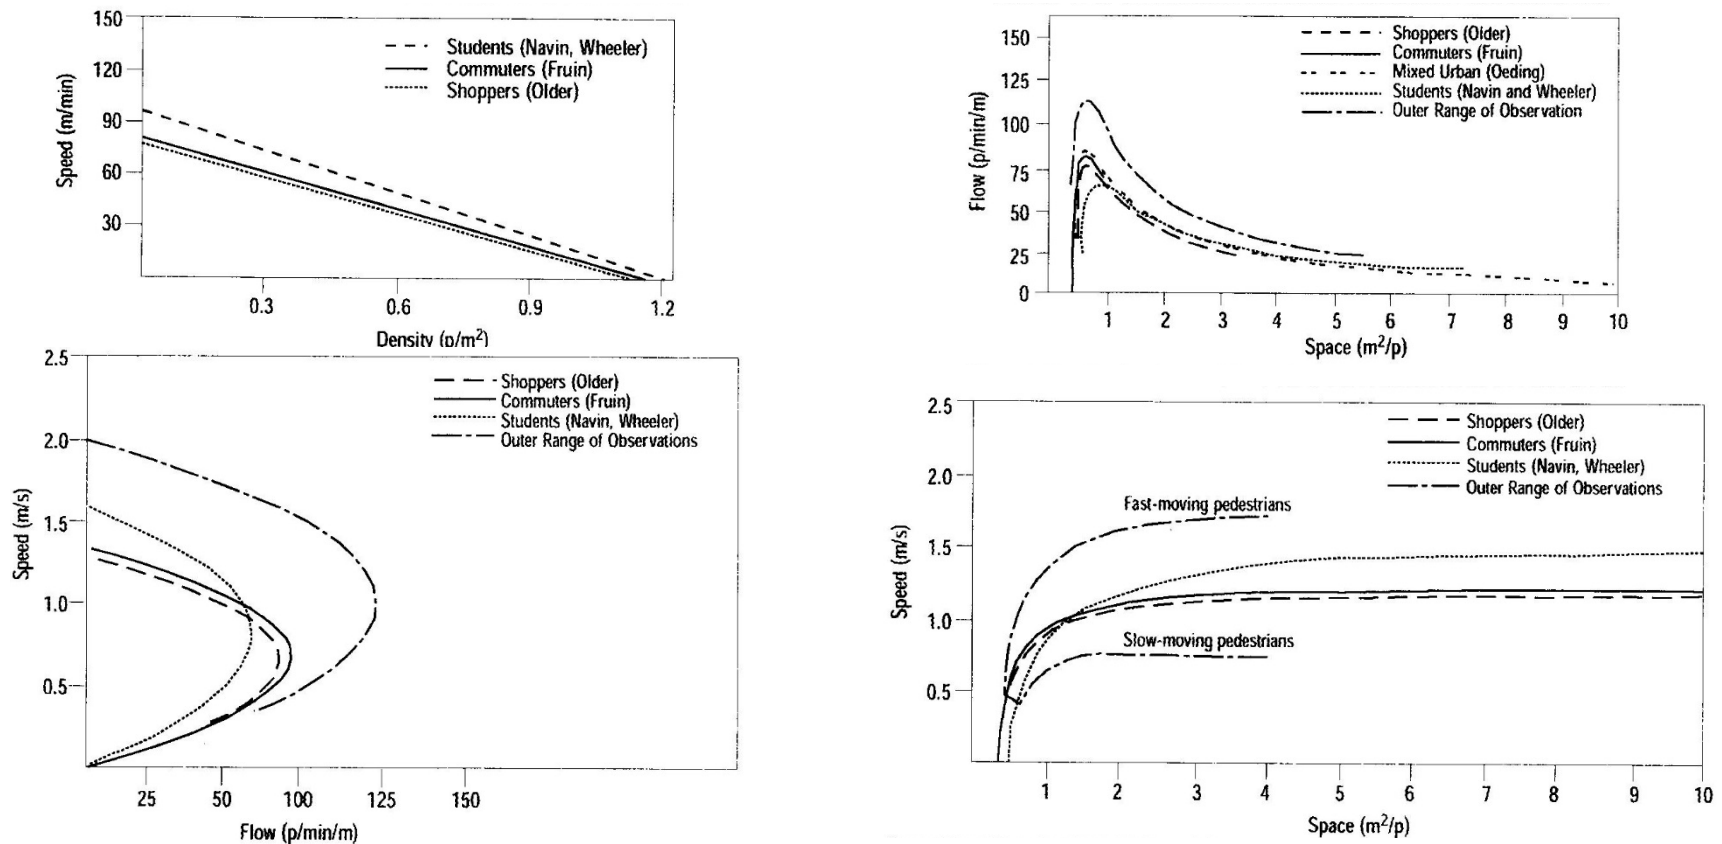 150
120
90
60
30
Speed (m/min)
Students (Navin, Wheeler)
Commuters (Fruin)
Shoppers (Older)
0.3 0.6 0.9 1.2
Density (p/m²)
150
125
100
75
50
25
0
Flow (p/min/m)
Shoppers (Older)
Commuters (Fruin)
Mixed Urban (Oeding)
Students (Navin and Wheeler)
Outer Range of Observation
1 2 3 4 5 6 7 8 9 10
Space (m²/p)
2.5
2.0
1.5
1.0
0.5
Speed (m/s)
Shoppers (Older)
Commuters (Fruin)
Students (Navin, Wheeler)
Outer Range of Observations
25 50 100 125 150
Flow (p/min/m)
2.5
2.0
1.5
1.0
0.5
Speed (m/s)
Shoppers (Older)
Commuters (Fruin)
Students (Navin, Wheeler)
Outer Range of Observations
Fast-moving pedestrians
Slow-moving pedestrians
1 2 3 4 5 6 7 8 9 10
Space (m²/p)